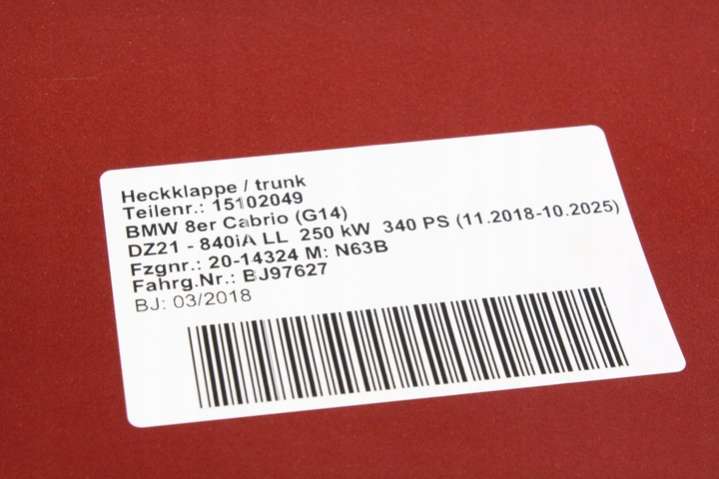 Heckklappe / trunk
Teilenr.: 15102049
BMW 8er Cabrio (G14)
DZ21 - 840iA LL 250 kW 340 PS (11.2018-10.2025)
Fzgnr.: 20-14324 M: N63B
Fahrg.Nr.: BJ97627
BJ: 03/2018